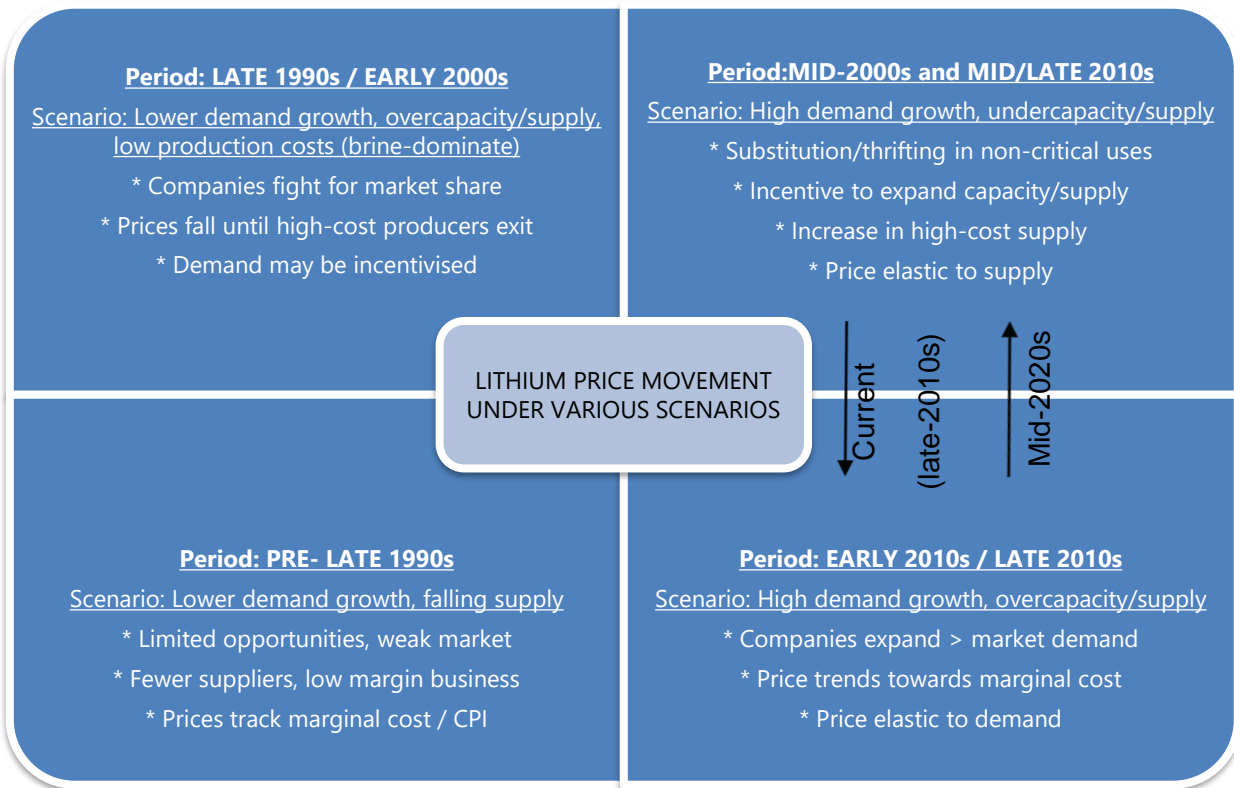 Period: LATE 1990s / EARLY 2000s
Scenario: Lower demand growth, overcapacity/supply,
low production costs (brine-dominate)
* Companies fight for market share
* Prices fall until high-cost producers exit
* Demand may be incentivised
Period:MID-2000s and MID/LATE 2010s
Scenario: High demand growth, undercapacity/supply
* Substitution/thrifting in non-critical uses
* Incentive to expand capacity/supply
* Increase in high-cost supply
* Price elastic to supply
LITHIUM PRICE MOVEMENT
UNDER VARIOUS SCENARIOS
Current
(late-2010s)
Mid-2020s
Period: PRE- LATE 1990s
Scenario: Lower demand growth, falling supply
* Limited opportunities, weak market
* Fewer suppliers, low margin business
* Prices track marginal cost / CPI
Period: EARLY 2010s / LATE 2010s
Scenario: High demand growth, overcapacity/supply
* Companies expand > market demand
* Price trends towards marginal cost
* Price elastic to demand